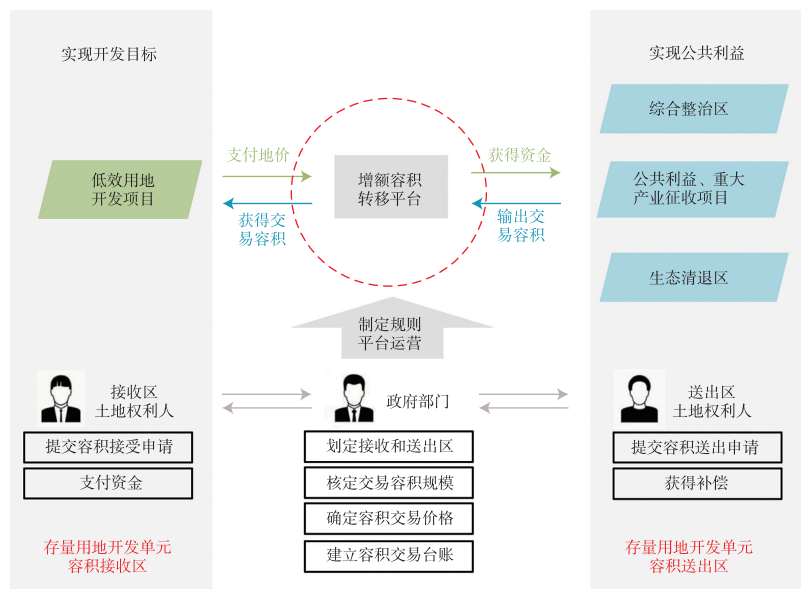 实现开发目标
低效用地
开发项目
接收区
土地权利人
提交容积接受申请
支付资金
存量用地开发单元
容积接收区
支付地价
获得交
易容积
增额容积
转移平台
获得资金
输出交
易容积
制定规则
平台运营
政府部门
划定接收和送出区
核定交易容积规模
确定容积交易价格
建立容积交易台账
实现公共利益
综合整治区
公共利益、重大
产业征收项目
生态清退区
送出区
土地权利人
提交容积送出申请
获得补偿
存量用地开发单元
容积送出区